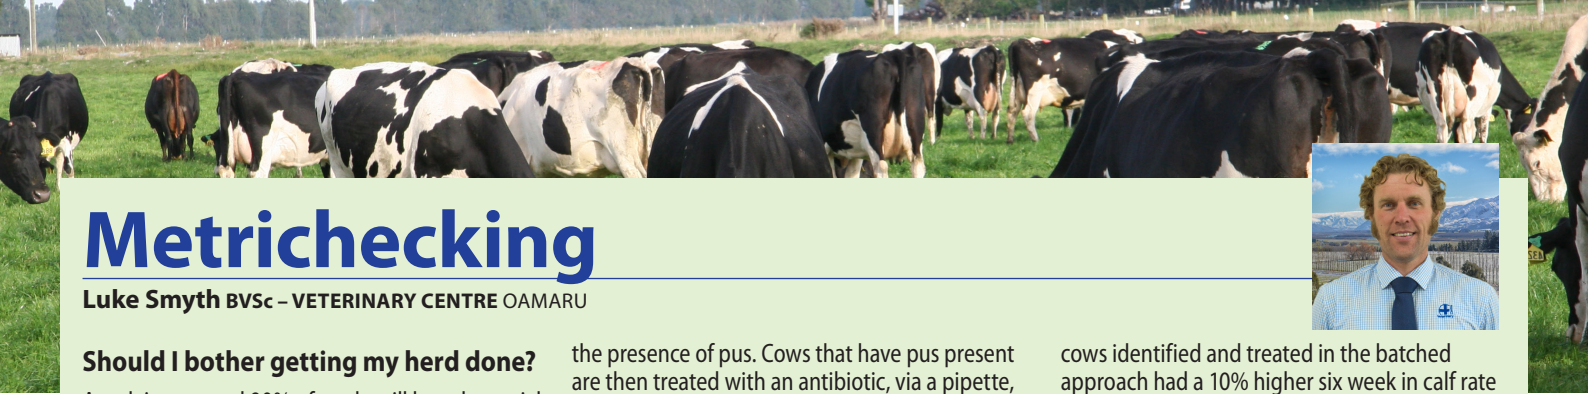 Metrichecking
Luke Smyth BVSc – VETERINARY CENTRE OAMARU
Should I bother getting my herd done?
the presence of pus. Cows that have pus present
are then treated with an antibiotic, via a pipette,
cows identified and treated in the batched
approach had a 10% higher six week in calf rate